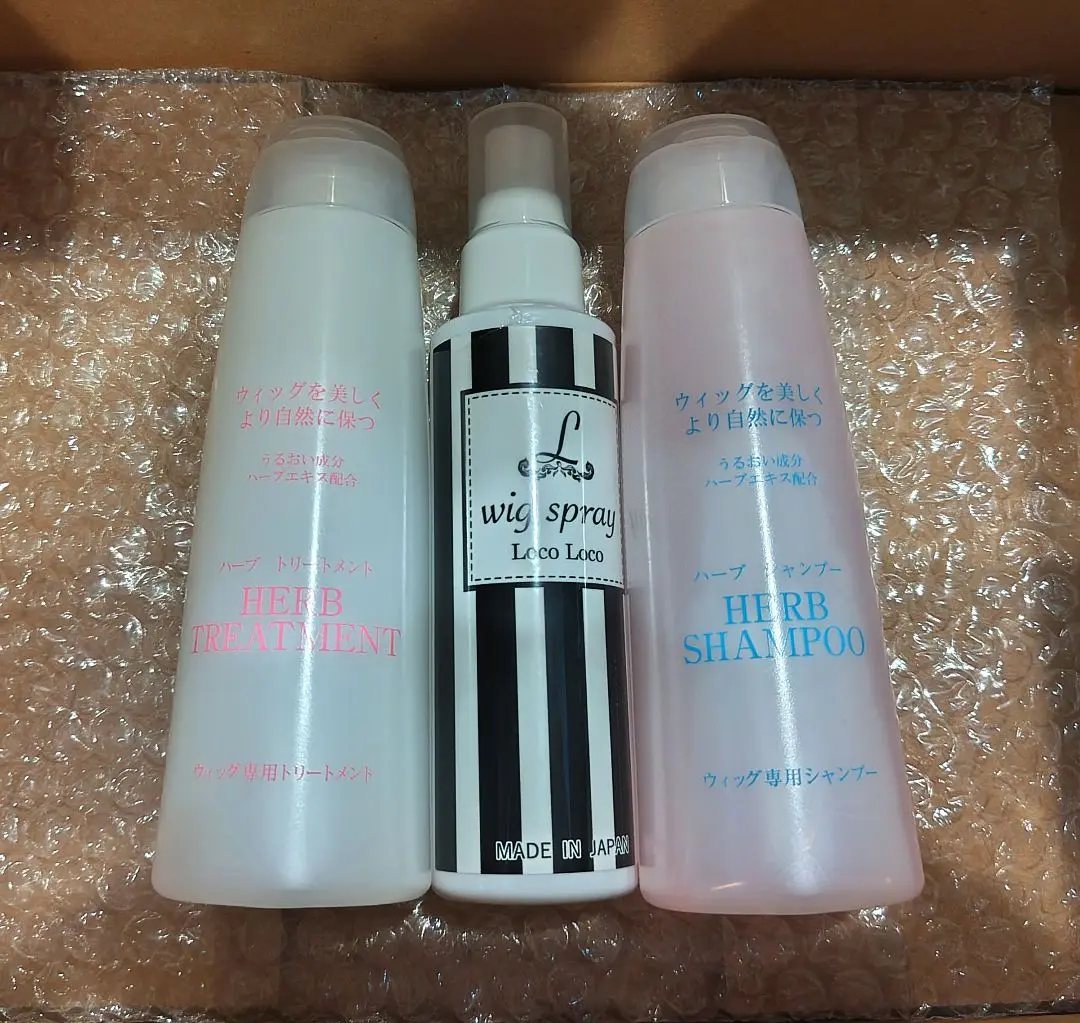 ウィッグを美しく
より自然に保つ
うるおい成分
ハーブエキス配合
ハーブ トリートメント
HERB
TREATMENT
ウィッグ専用トリートメント
L
wig spray
Loco Loco
MADE IN JAPAN
ウィッグを美しく
より自然に保つ
うるおい成分
ハーブエキス配合
ハーブ シャンプー
HERB
SHAMPOO
ウィッグ専用シャンプー